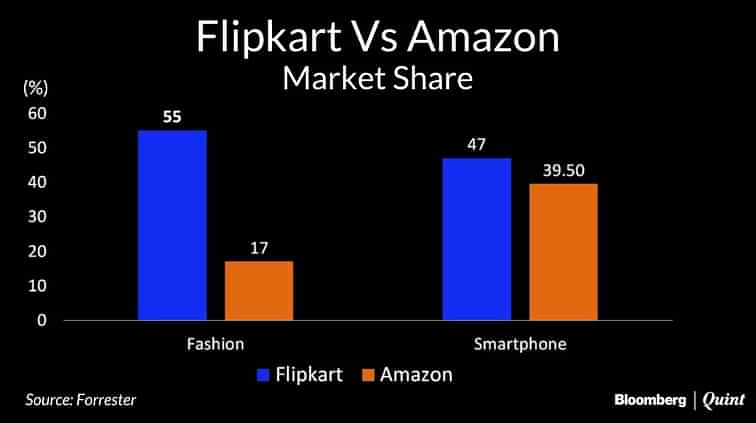 Flipkart Vs Amazon
Market Share
(%)
60
50
40
30
20
10
0
55
17
47
39.50
Fashion
Smartphone
Flipkart
Amazon
Source: Forrester
Bloomberg | Quint